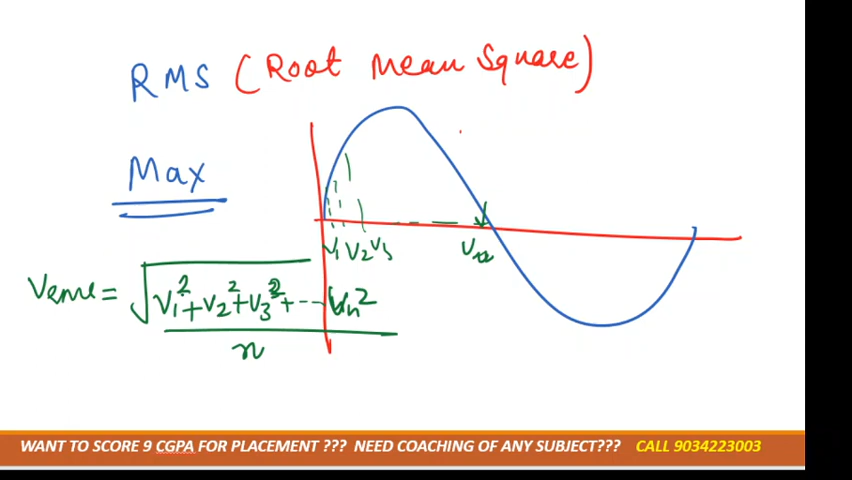 RMS (Root Mean Square)
Max
V1 V2 V3
Vrms = √V1²+V2²+V3²+---Vn²
n
WANT TO SCORE 9 CGPA FOR PLACEMENT ??? NEED COACHING OF ANY SUBJECT??? CALL 9034223003